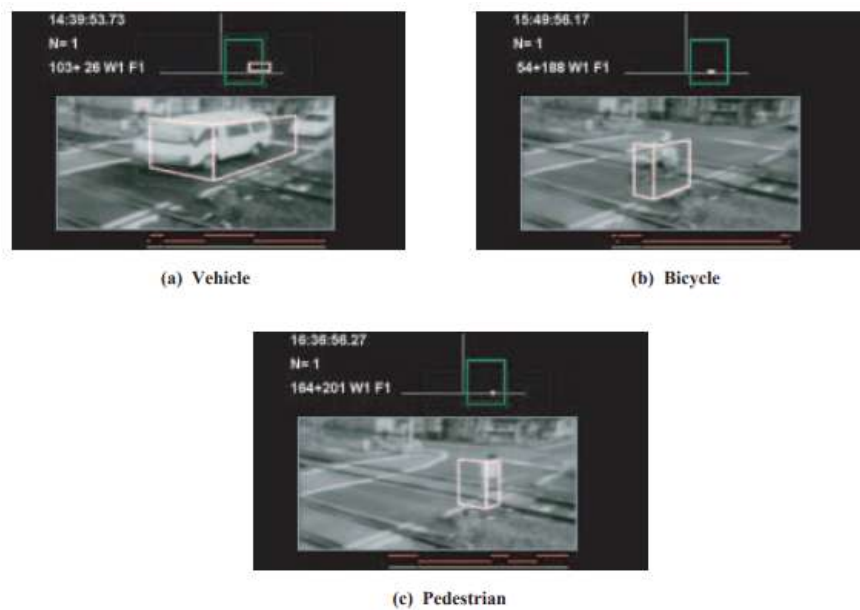 14:39:53.73
N= 1
103+ 26 W1 F1
(a) Vehicle
15:49:56.17
N= 1
54+188 W1 F1
(b) Bicycle
16:36:56.27
N= 1
164+201 W1 F1
(c) Pedestrian